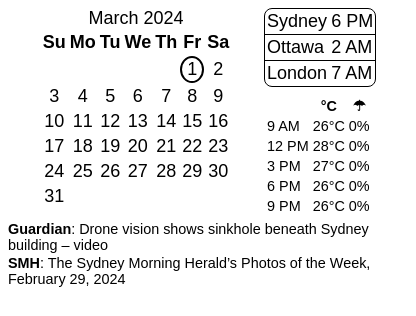 March 2024
Su Mo Tu We Th Fr Sa
1 2
3 4 5 6 7 8 9
10 11 12 13 14 15 16
17 18 19 20 21 22 23
24 25 26 27 28 29 30
31
Sydney 6 PM
Ottawa 2 AM
London 7 AM
°C ☂
9 AM 26°C 0%
12 PM 28°C 0%
3 PM 27°C 0%
6 PM 26°C 0%
9 PM 26°C 0%
Guardian: Drone vision shows sinkhole beneath Sydney
building – video
SMH: The Sydney Morning Herald’s Photos of the Week,
February 29, 2024